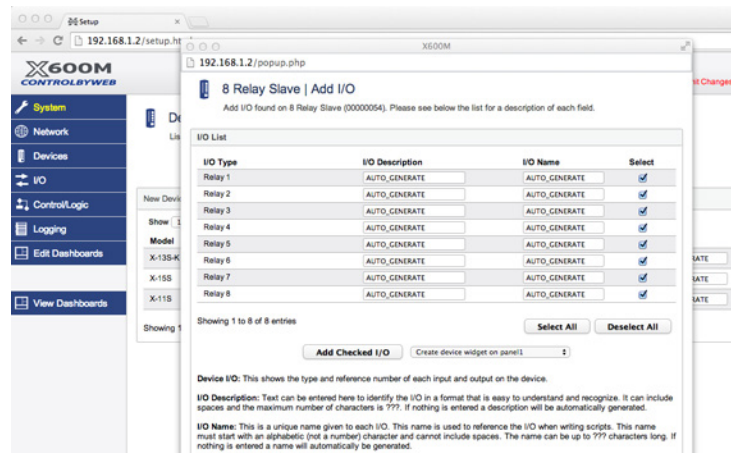 Setup
192.168.1.2/setup.ht
X600M
192.168.1.2/popup.php
X600M
CONTROLBYWEB
System
Network
Devices
I/O
Control/Logic
Logging
Edit Dashboards
View Dashboards
De
Lis
New Devic
Show 1
Model
X-13S-K
X-15S
X-11S
Showing 1
8 Relay Slave | Add I/O
Add I/O found on 8 Relay Slave (00000054). Please see below the list for a description of each field.
I/O List
I/O Type I/O Description I/O Name Select
Relay 1 AUTO_GENERATE AUTO_GENERATE
Relay 2 AUTO_GENERATE AUTO_GENERATE
Relay 3 AUTO_GENERATE AUTO_GENERATE
Relay 4 AUTO_GENERATE AUTO_GENERATE
Relay 5 AUTO_GENERATE AUTO_GENERATE
Relay 6 AUTO_GENERATE AUTO_GENERATE
Relay 7 AUTO_GENERATE AUTO_GENERATE
Relay 8 AUTO_GENERATE AUTO_GENERATE
Showing 1 to 8 of 8 entries
Select All Deselect All
Add Checked I/O Create device widget on panel1
Device I/O: This shows the type and reference number of each input and output on the device.
I/O Description: Text can be entered here to identify the I/O in a format that is easy to understand and recognize. It can include
spaces and the maximum number of characters is ???. If nothing is entered a description will be automatically generated.
I/O Name: This is a unique name given to each I/O. This name is used to reference the I/O when writing scripts. This name
must start with an alphabetic (not a number) character and cannot include spaces. The name can be up to ??? characters long. If
nothing is entered a name will automatically be generated.
nt Changes
RATE
RATE
RATE